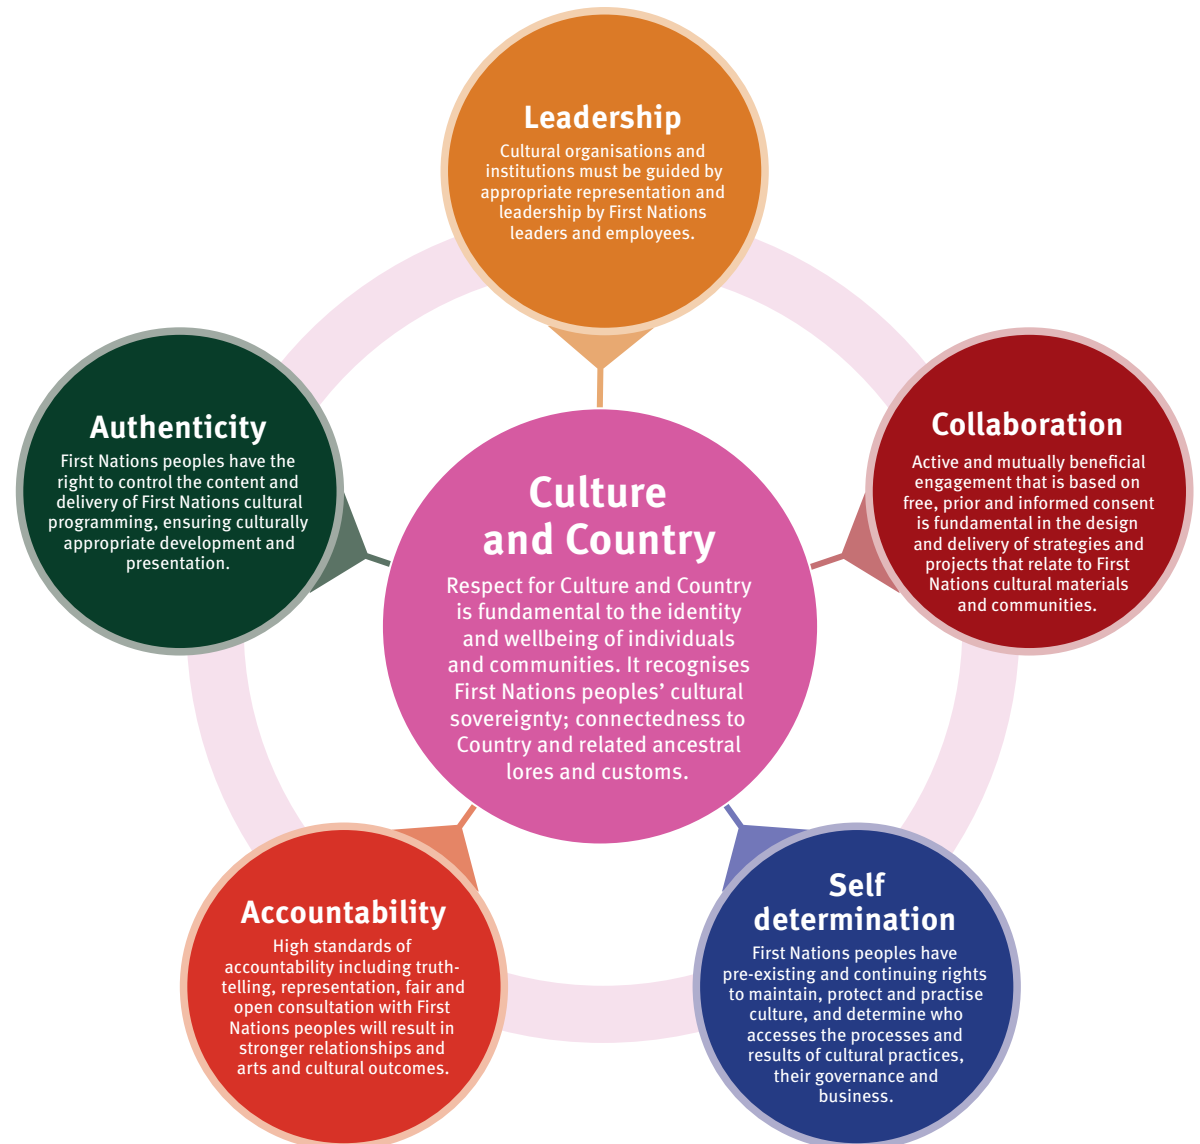 Leadership
Cultural organisations and
institutions must be guided by
appropriate representation and
leadership by First Nations
leaders and employees.
Authenticity
First Nations peoples have the
right to control the content and
delivery of First Nations cultural
programming, ensuring culturally
appropriate development and
presentation.
Collaboration
Active and mutually beneficial
engagement that is based on
free, prior and informed consent
is fundamental in the design
and delivery of strategies and
projects that relate to First
Nations cultural materials
and communities.
Culture
and Country
Respect for Culture and Country
is fundamental to the identity
and wellbeing of individuals
and communities. It recognises
First Nations peoples’ cultural
sovereignty; connectedness to
Country and related ancestral
lores and customs.
Accountability
High standards of
accountability including truth-
telling, representation, fair and
open consultation with First
Nations peoples will result in
stronger relationships and
arts and cultural outcomes.
Self
determination
First Nations peoples have
pre-existing and continuing rights
to maintain, protect and practise
culture, and determine who
accesses the processes and
results of cultural practices,
their governance and
business.